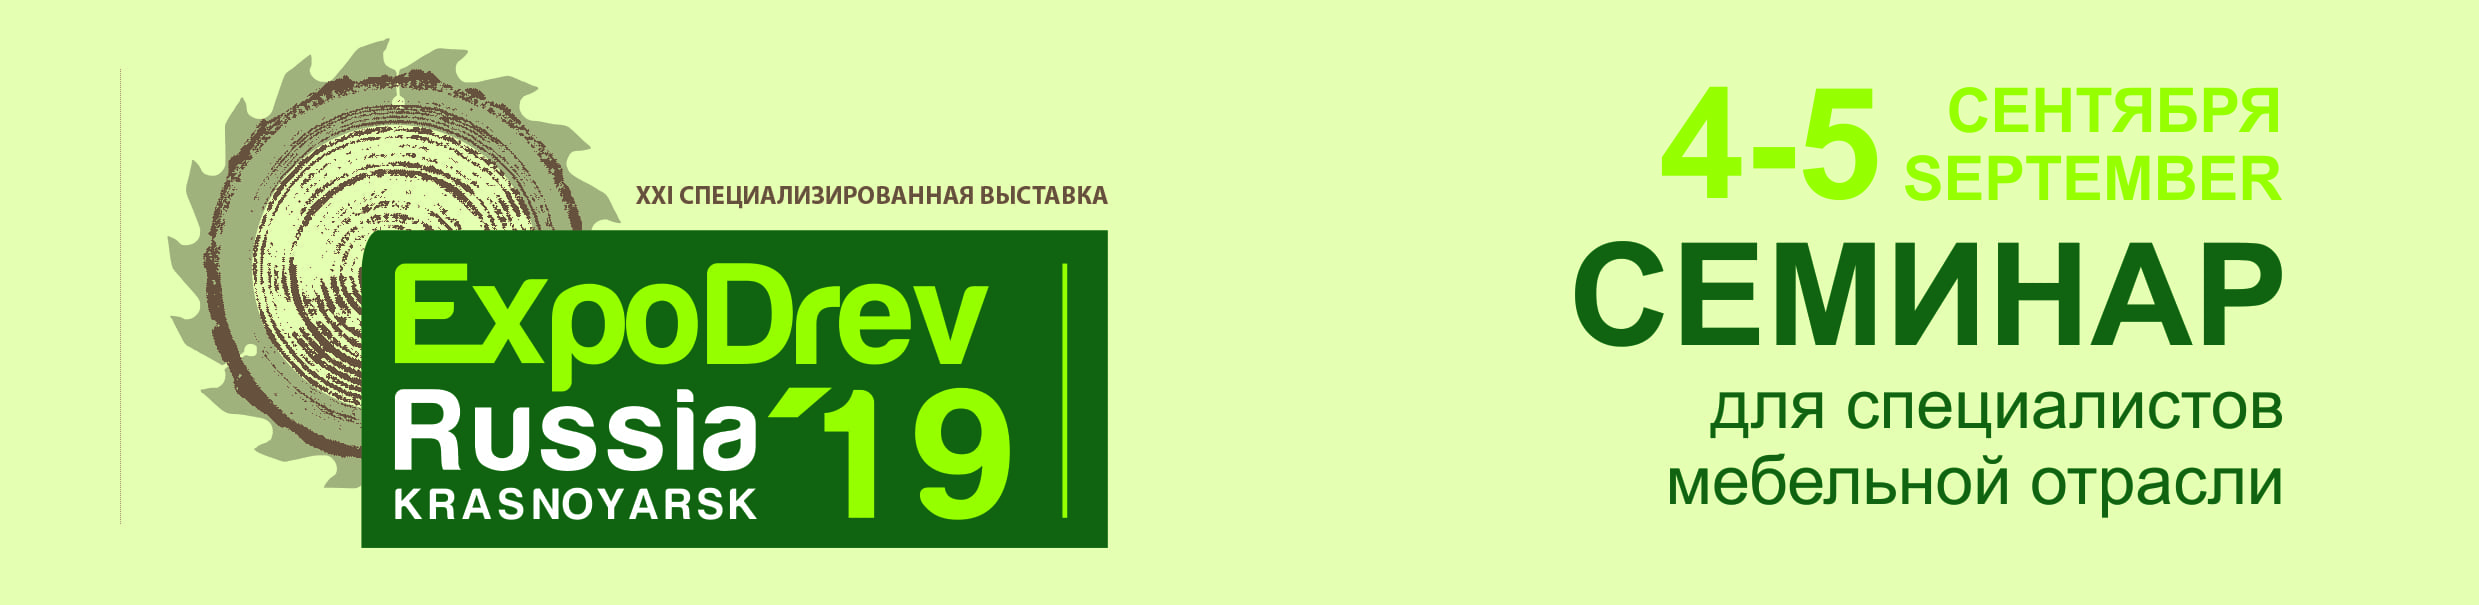 XXI СПЕЦИАЛИЗИРОВАННАЯ ВЫСТАВКА
ExpoDrev
Russia ´19
KRASNOYARSK
4-5 СЕНТЯБРЯ
SEPTEMBER
СЕМИНАР
для специалистов
мебельной отрасли